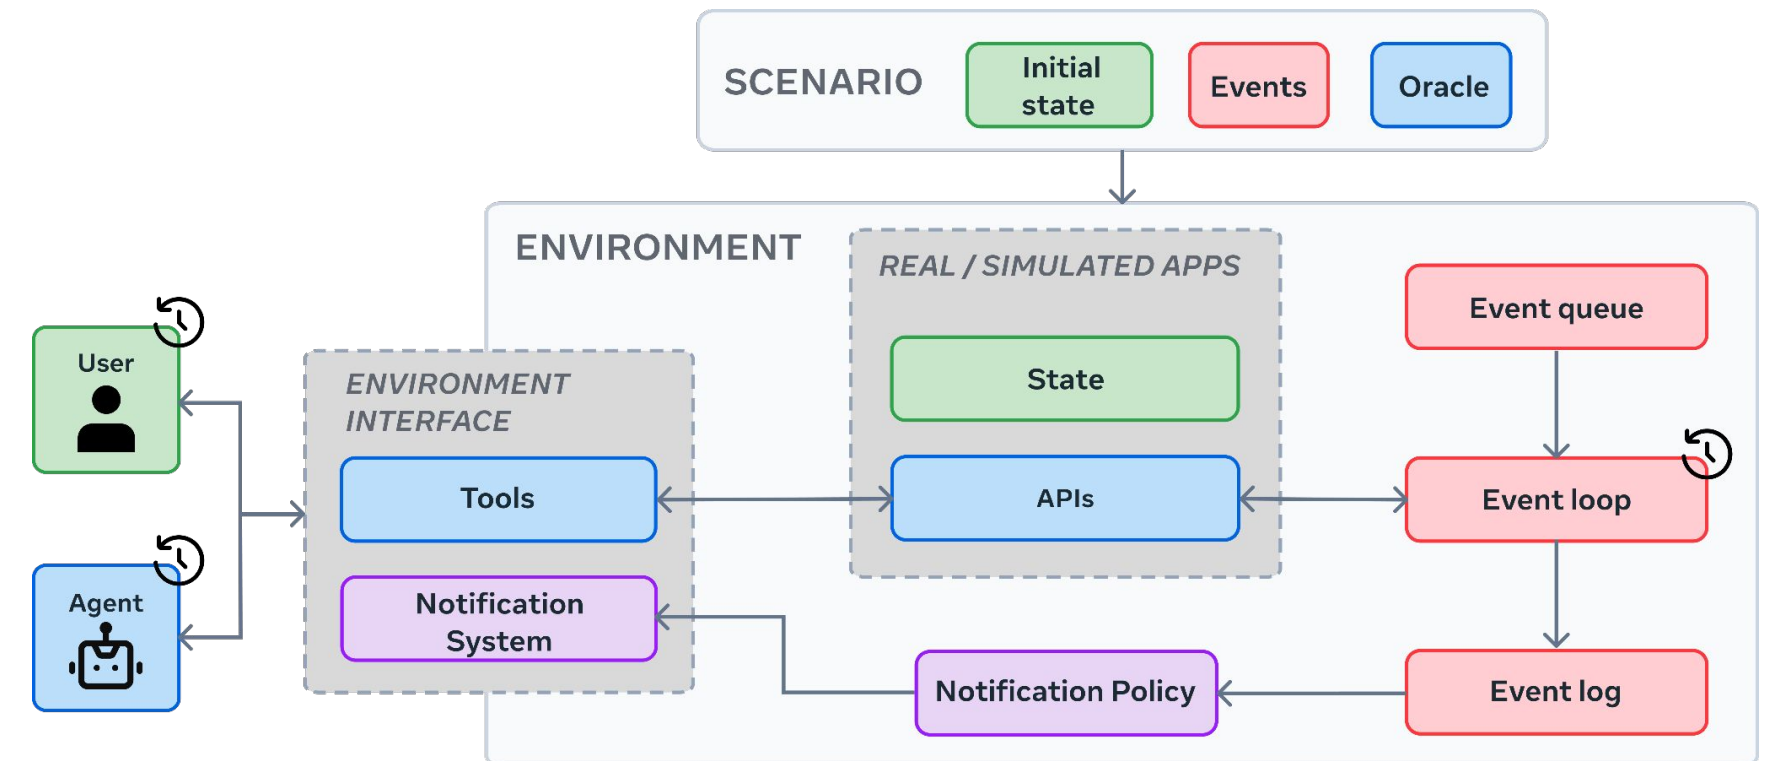 SCENARIO
Initial
state
Events
Oracle
ENVIRONMENT
REAL / SIMULATED APPS
Event queue
User
ENVIRONMENT
INTERFACE
State
Tools
APIs
Event loop
Agent
Notification
System
Notification Policy
Event log